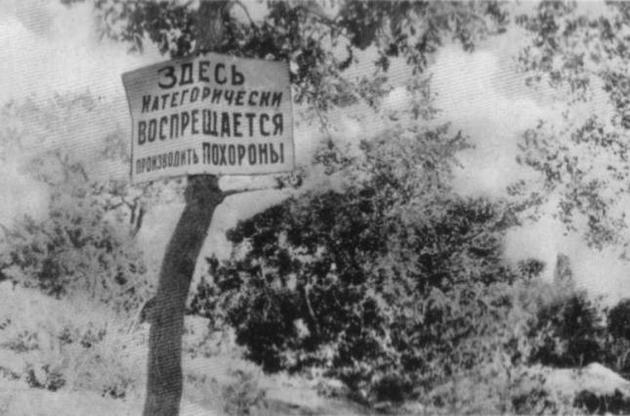 ЗДЕСЬ
КАТЕГОРИЧЕСКИ
ВОСПРЕЩАЕТСЯ
ПРОИЗВОДИТЬ ПОХОРОНЫ